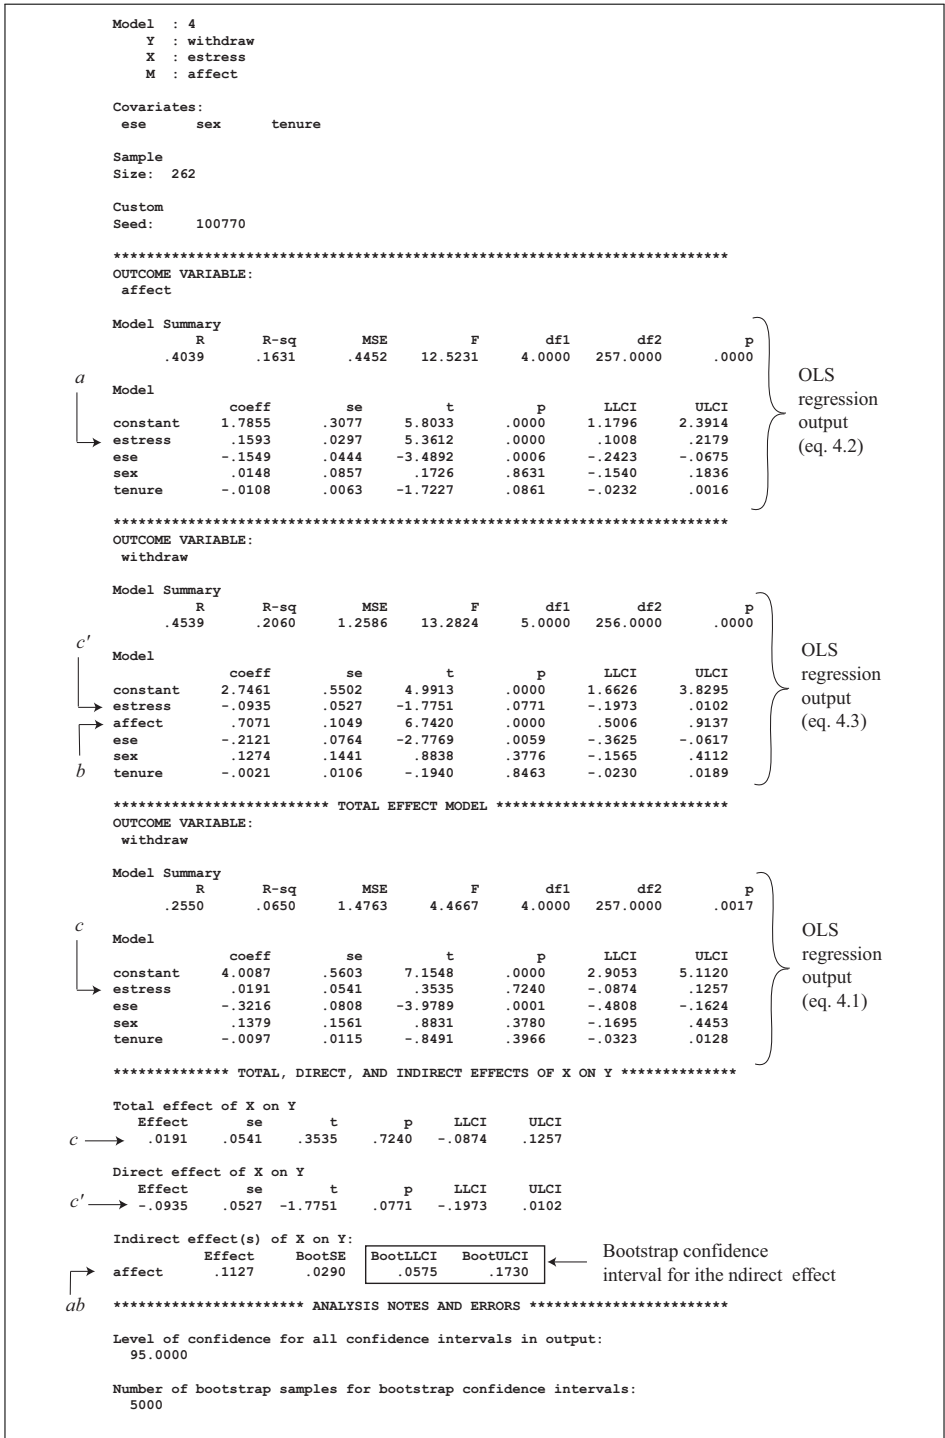 Model : 4
Y : withdraw
X : estress
M : affect
Covariates:
ese sex tenure
Sample
Size: 262
Custom
Seed: 100770
**************************************************************************
OUTCOME VARIABLE:
affect
Model Summary
R R-sq MSE F df1 df2 p
.4039 .1631 .4452 12.5231 4.0000 257.0000 .0000
a
Model
coeff se t p LLCI ULCI
constant 1.7855 .3077 5.8033 .0000 1.1796 2.3914
estress .1593 .0297 5.3612 .0000 .1008 .2179
ese -.1549 .0444 -3.4892 .0006 -.2423 -.0675
sex .0148 .0857 .1726 .8631 -.1540 .1836
tenure -.0108 .0063 -1.7227 .0861 -.0232 .0016
OLS
regression
output
(eq. 4.2)
**************************************************************************
OUTCOME VARIABLE:
withdraw
Model Summary
R R-sq MSE F df1 df2 p
.4539 .2060 1.2586 13.2824 5.0000 256.0000 .0000
c′
Model
coeff se t p LLCI ULCI
constant 2.7461 .5502 4.9913 .0000 1.6626 3.8295
estress -.0935 .0527 -1.7751 .0771 -.1973 .0102
affect .7071 .1049 6.7420 .0000 .5006 .9137
ese -.2121 .0764 -2.7769 .0059 -.3625 -.0617
sex .1274 .1441 .8838 .3776 -.1565 .4112
b tenure -.0021 .0106 -.1940 .8463 -.0230 .0189
OLS
regression
output
(eq. 4.3)
************************** TOTAL EFFECT MODEL ****************************
OUTCOME VARIABLE:
withdraw
Model Summary
R R-sq MSE F df1 df2 p
.2550 .0650 1.4763 4.4667 4.0000 257.0000 .0017
c
Model
coeff se t p LLCI ULCI
constant 4.0087 .5603 7.1548 .0000 2.9053 5.1120
estress .0191 .0541 .3535 .7240 -.0874 .1257
ese -.3216 .0808 -3.9789 .0001 -.4808 -.1624
sex .1379 .1561 .8831 .3780 -.1695 .4453
tenure -.0097 .0115 -.8491 .3966 -.0323 .0128
OLS
regression
output
(eq. 4.1)
************** TOTAL, DIRECT, AND INDIRECT EFFECTS OF X ON Y **************
Total effect of X on Y
Effect se t p LLCI ULCI
c .0191 .0541 .3535 .7240 -.0874 .1257
Direct effect of X on Y
Effect se t p LLCI ULCI
c′ -.0935 .0527 -1.7751 .0771 -.1973 .0102
Indirect effect(s) of X on Y:
Effect BootSE BootLLCI BootULCI
affect .1127 .0290 .0575 .1730
Bootstrap confidence
interval for ithe ndirect effect
ab
*********************** ANALYSIS NOTES AND ERRORS ************************
Level of confidence for all confidence intervals in output:
95.0000
Number of bootstrap samples for bootstrap confidence intervals:
5000